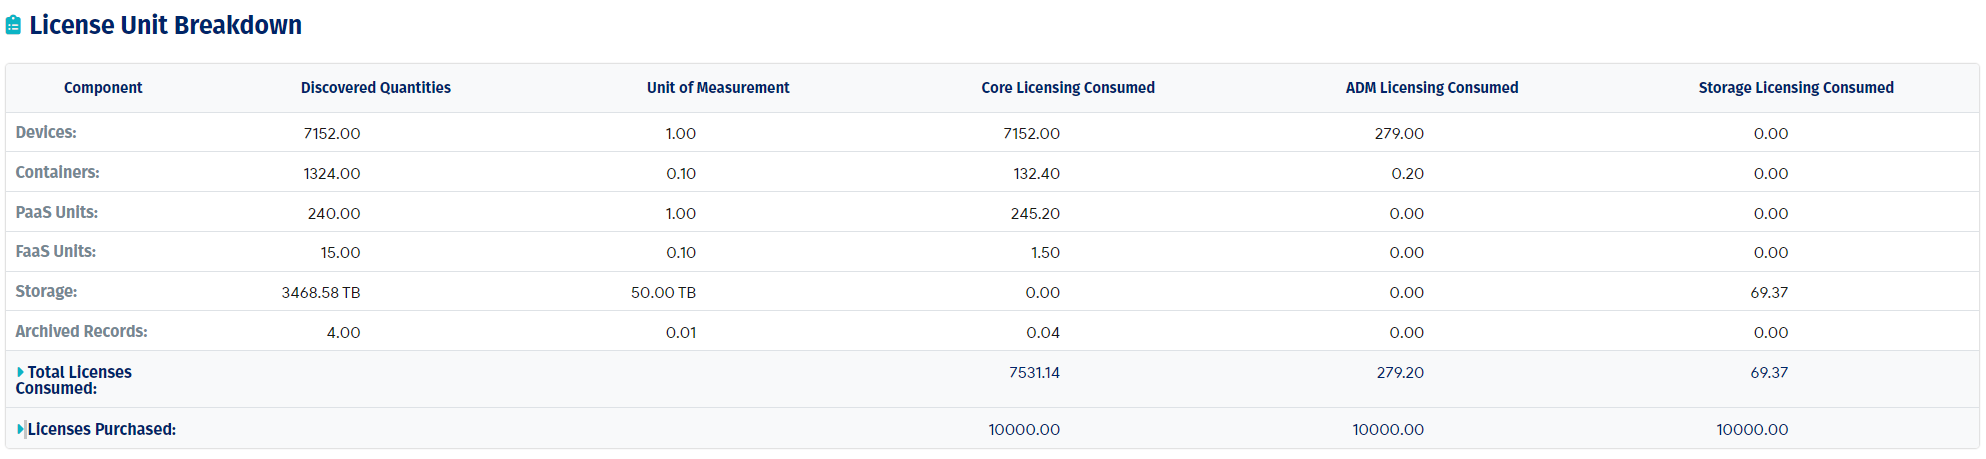 License Unit Breakdown
Component Discovered Quantities Unit of Measurement Core Licensing Consumed ADM Licensing Consumed Storage Licensing Consumed
Devices: 7152.00 1.00 7152.00 279.00 0.00
Containers: 1324.00 0.10 132.40 0.20 0.00
PaaS Units: 240.00 1.00 245.20 0.00 0.00
FaaS Units: 15.00 0.10 1.50 0.00 0.00
Storage: 3468.58 TB 50.00 TB 0.00 0.00 69.37
Archived Records: 4.00 0.01 0.04 0.00 0.00
Total Licenses 7531.14 279.20 69.37
Consumed:
Licenses Purchased: 10000.00 10000.00 10000.00